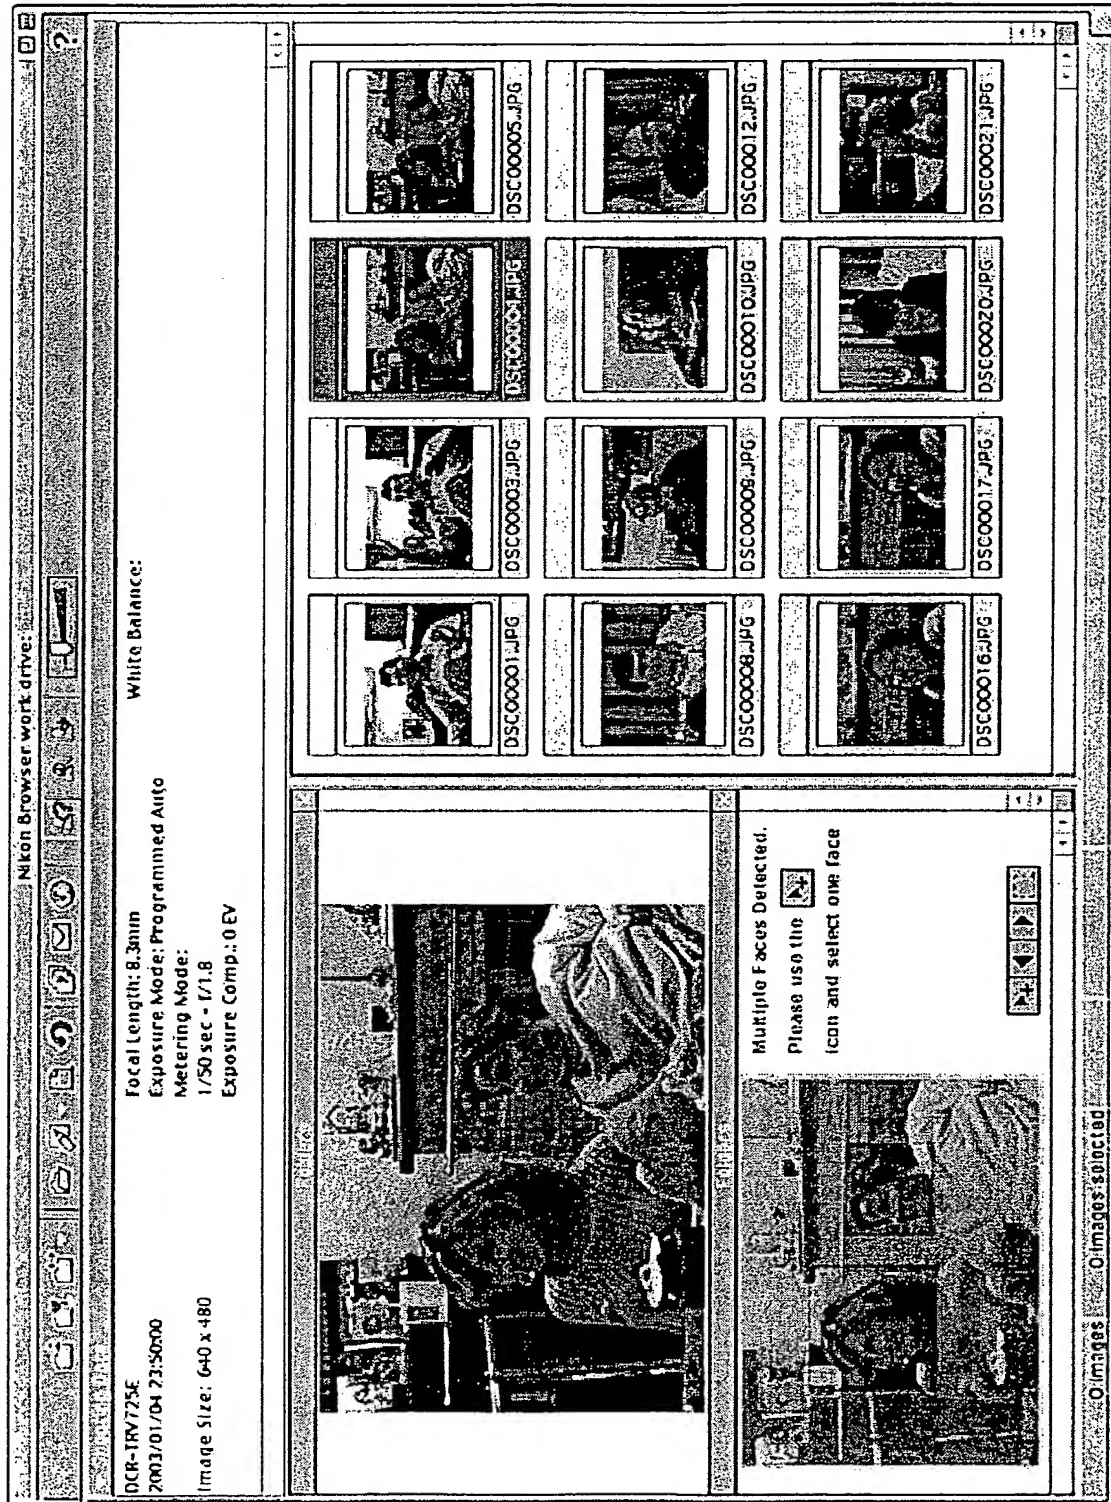 Nikon Browser work drive:
?
DCR-TRV725E
2003/01/04 23:50:00
Image Size: 640 x 480
Focal Length: 8.3mm
Exposure Mode: Programmed Auto
Metering Mode:
1/50 sec - f/1.8
Exposure Comp.: 0 EV
White Balance:
Multiple Faces Detected.
Please use the
icon and select one face
DSC00001.JPG
DSC00003.JPG
DSC00004.JPG
DSC00005.JPG
DSC00008.JPG
DSC00009.JPG
DSC00010.JPG
DSC00012.JPG
DSC00016.JPG
DSC00017.JPG
DSC00020.JPG
DSC00021.JPG
0 images
0 images selected